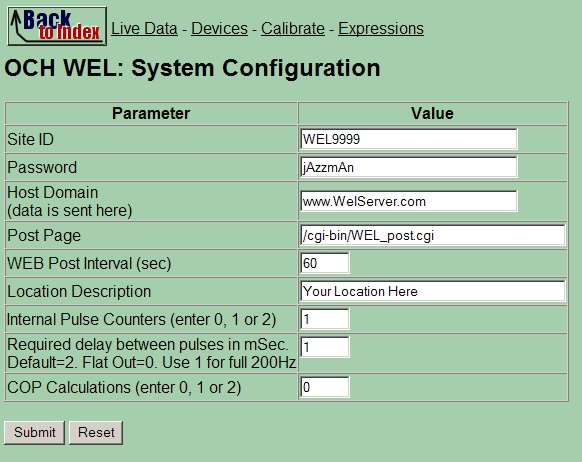 Back
to Index
Live Data - Devices - Calibrate - Expressions
OCH WEL: System Configuration
Parameter Value
Site ID WEL9999
Password jAzzmAn
Host Domain
(data is sent here) www.WelServer.com
Post Page /cgi-bin/WEL_post.cgi
WEB Post Interval (sec) 60
Location Description Your Location Here
Internal Pulse Counters (enter 0, 1 or 2) 1
Required delay between pulses in mSec. 1
Default=2. Flat Out=0. Use 1 for full 200Hz
COP Calculations (enter 0, 1 or 2) 0
Submit Reset